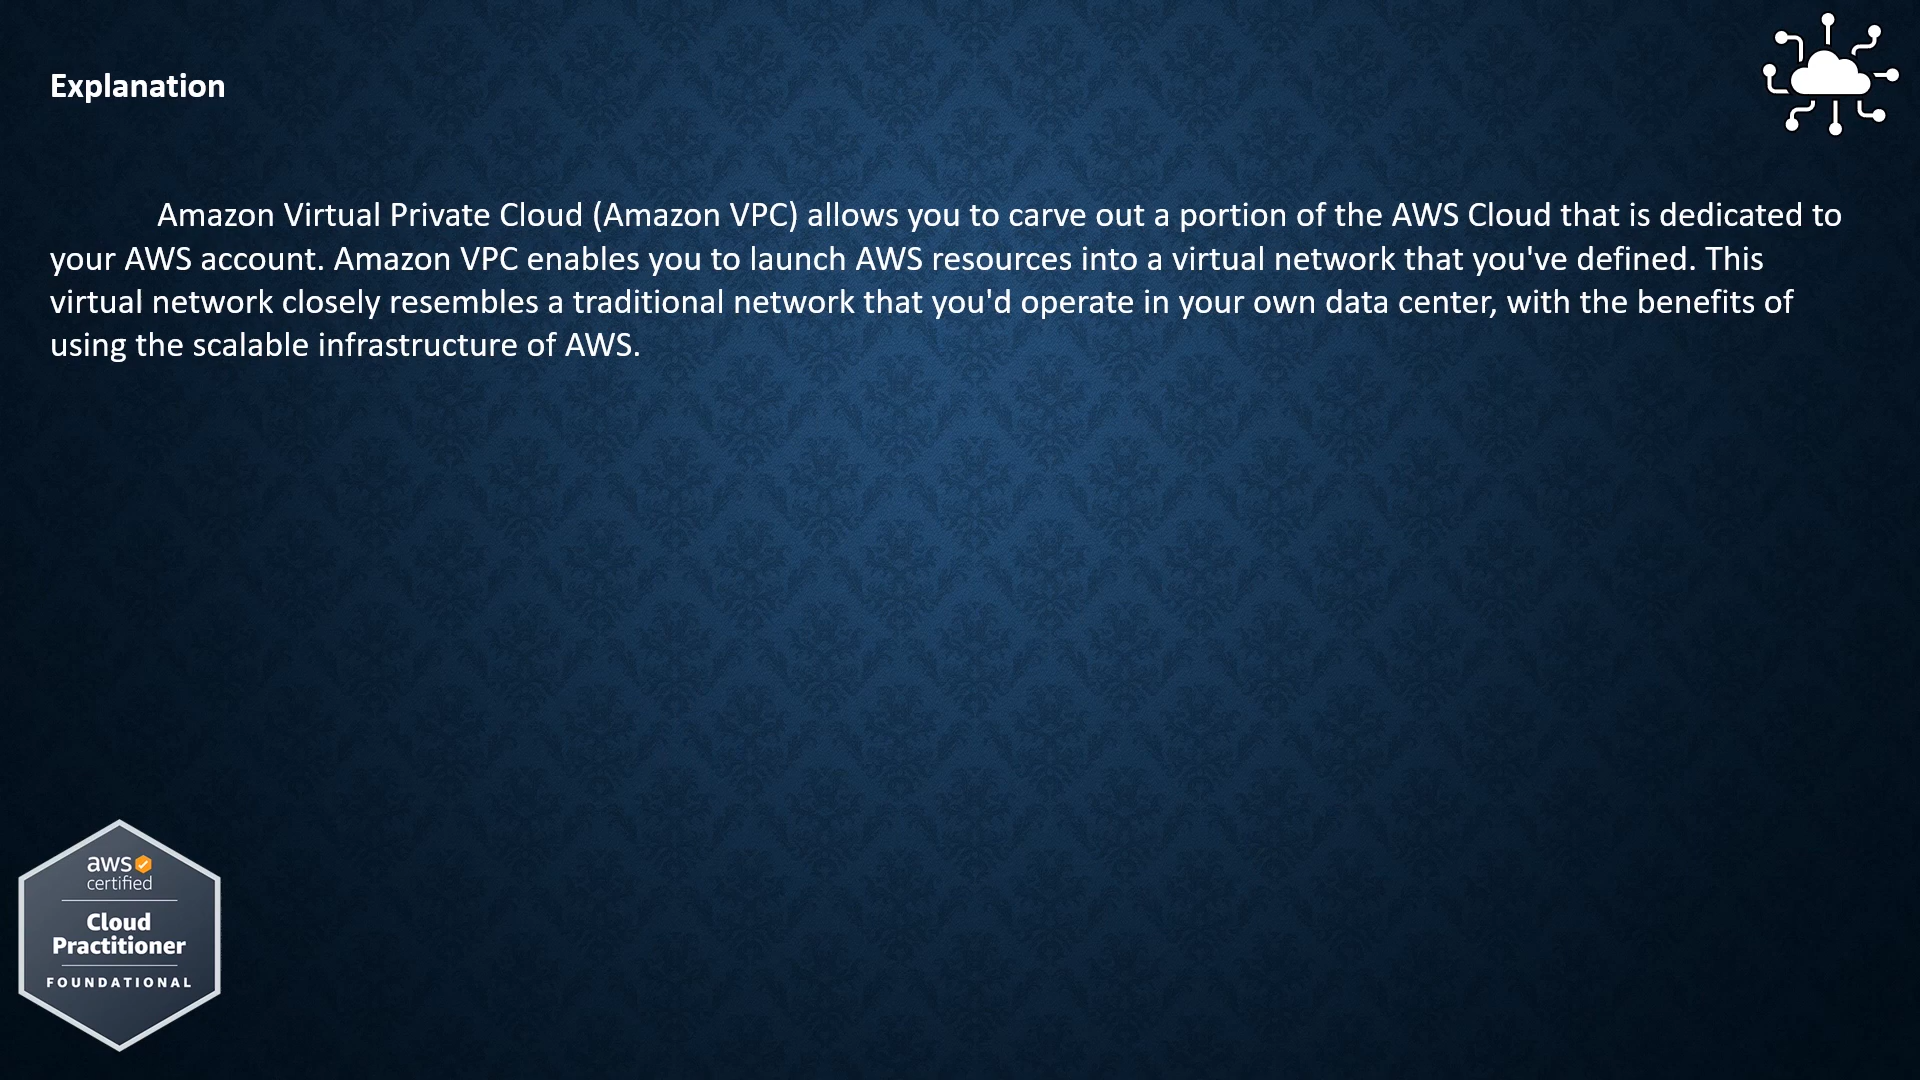 Explanation
Amazon Virtual Private Cloud (Amazon VPC) allows you to carve out a portion of the AWS Cloud that is dedicated to
your AWS account. Amazon VPC enables you to launch AWS resources into a virtual network that you've defined. This
virtual network closely resembles a traditional network that you'd operate in your own data center, with the benefits of
using the scalable infrastructure of AWS.
aws
certified
Cloud
Practitioner
FOUNDATIONAL